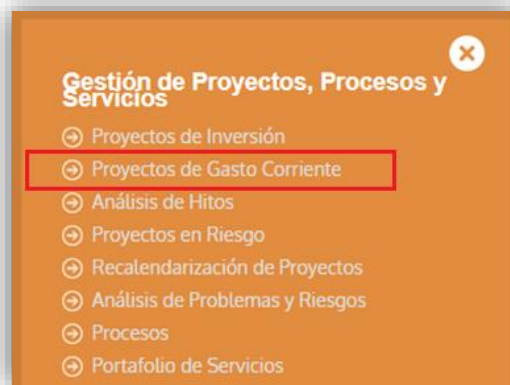 Gestión de Proyectos, Procesos y
Servicios
Proyectos de Inversión
Proyectos de Gasto Corriente
Análisis de Hitos
Proyectos en Riesgo
Recalendarización de Proyectos
Análisis de Problemas y Riesgos
Procesos
Portafolio de Servicios